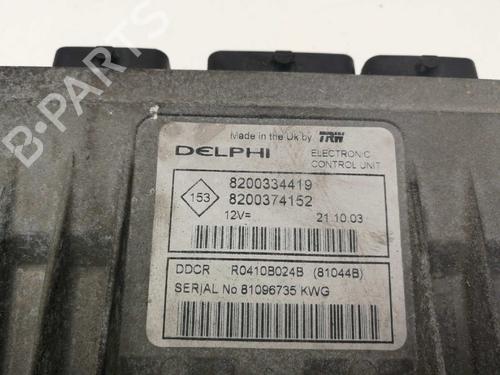 B-PARTS
Made in the Uk by TRW
DELPHI
ELECTRONIC
CONTROL UNIT
153
8200334419
8200374152
12V= 21.10.03
DDCR R0410B024B (81044B)
SERIAL No 81096735 KWG